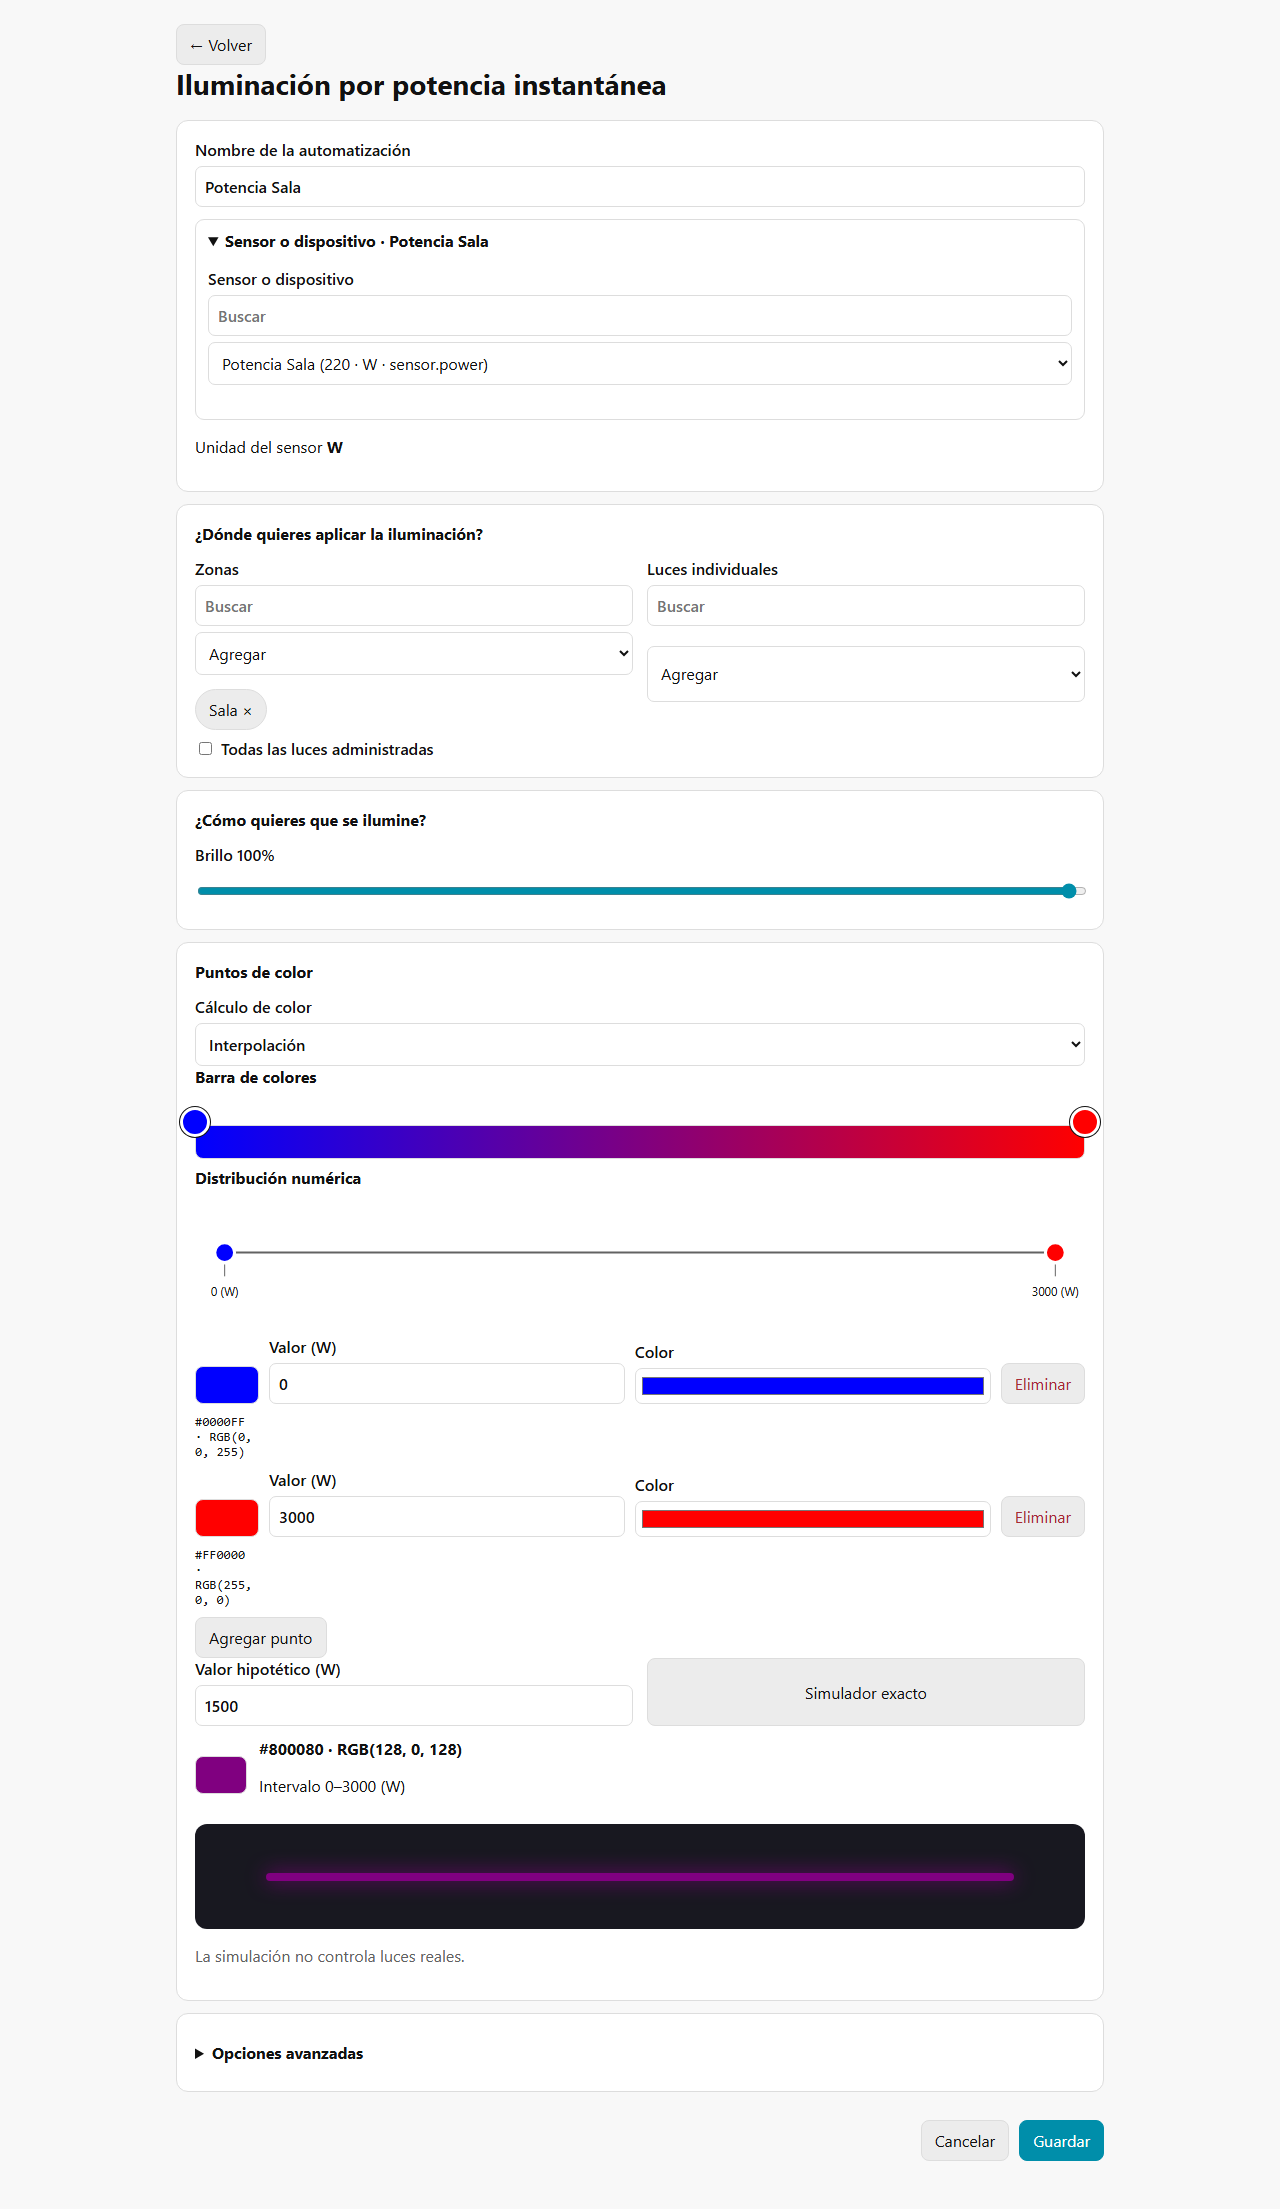 ← Volver
Iluminación por potencia instantánea
Nombre de la automatización
Potencia Sala
▼ Sensor o dispositivo · Potencia Sala
Sensor o dispositivo
Buscar
Potencia Sala (220 · W · sensor.power)
Unidad del sensor W
¿Dónde quieres aplicar la iluminación?
Zonas
Buscar
Agregar
Sala ×
Luces individuales
Buscar
Agregar
Todas las luces administradas
¿Cómo quieres que se ilumine?
Brillo 100%
Puntos de color
Cálculo de color
Interpolación
Barra de colores
Distribución numérica
0 (W)
3000 (W)
Valor (W)
0
Color
Eliminar
#0000FF
· RGB(0,
0, 255)
Valor (W)
3000
Color
Eliminar
#FF0000
·
RGB(255,
0, 0)
Agregar punto
Valor hipotético (W)
1500
Simulador exacto
#800080 · RGB(128, 0, 128)
Intervalo 0–3000 (W)
La simulación no controla luces reales.
▶ Opciones avanzadas
Cancelar
Guardar